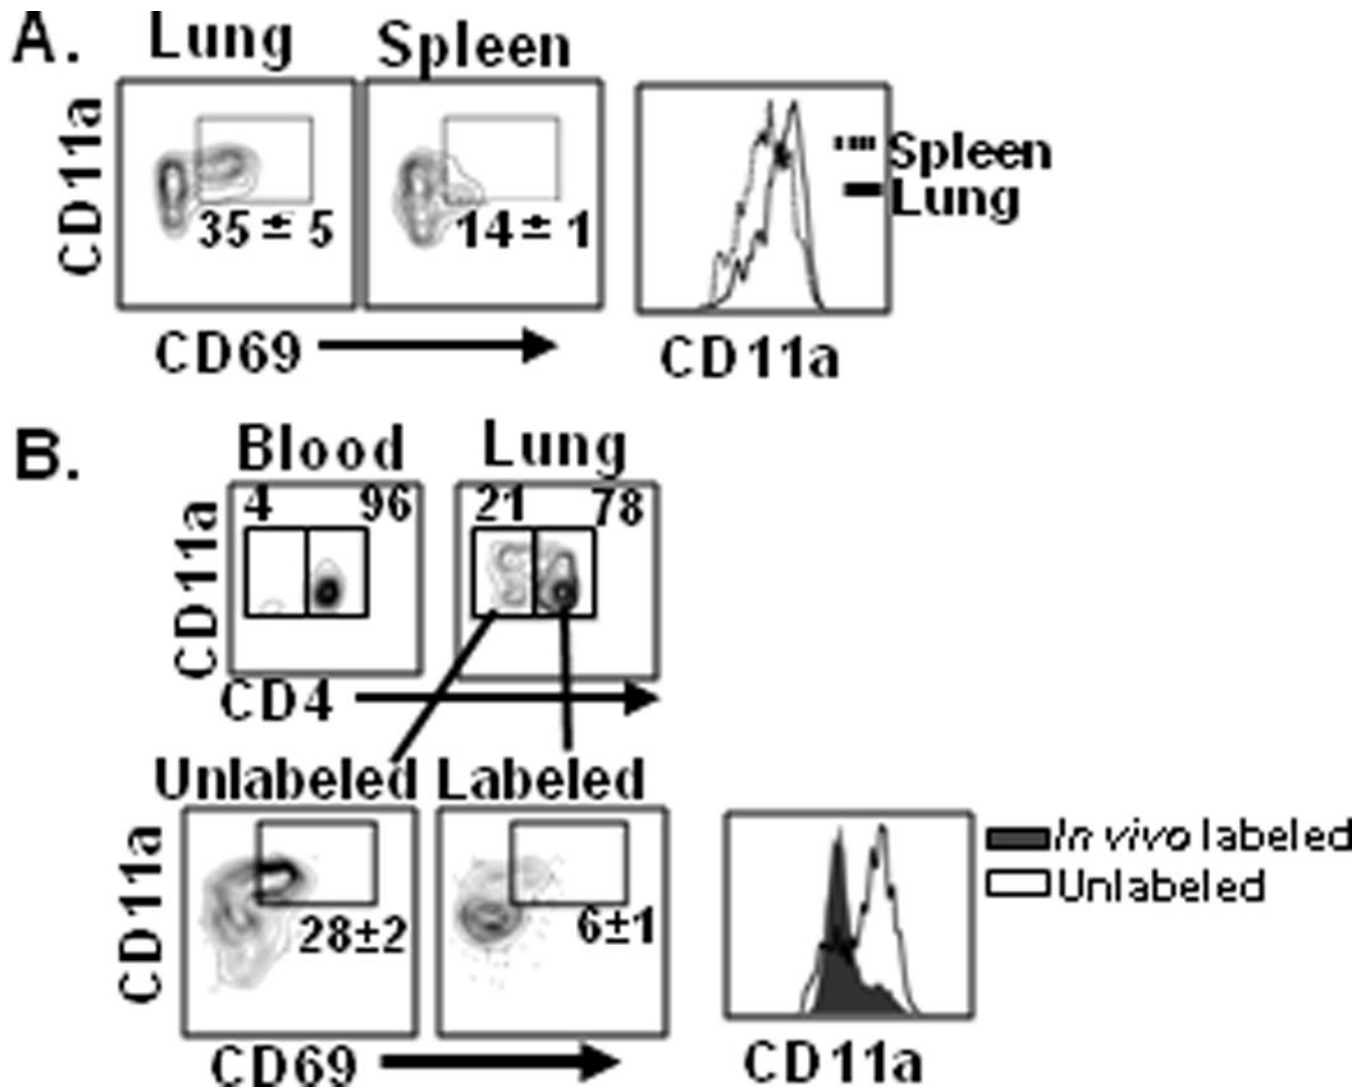 A.
Lung
Spleen
CD11a
35 ± 5
14 ± 1
CD69
Spleen
Lung
CD11a
B.
Blood
Lung
CD11a
4
96
21
78
CD4
Unlabeled
Labeled
CD11a
28±2
6±1
CD69
In vivo labeled
Unlabeled
CD11a